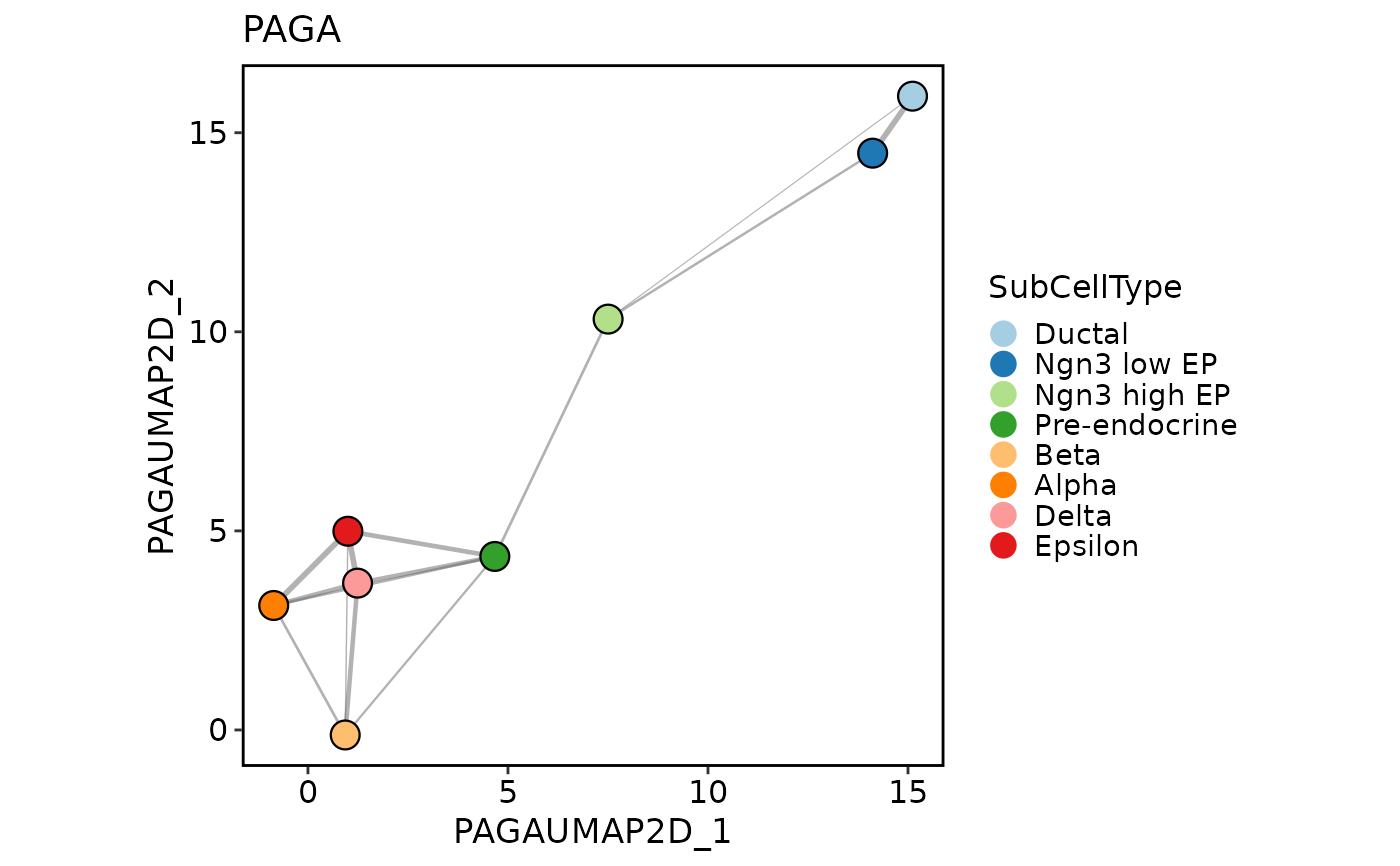 PAGA
PAGAUMAP2D_2
15
10
5
0
0
5
10
15
PAGAUMAP2D_1
SubCellType
Ductal
Ngn3 low EP
Ngn3 high EP
Pre-endocrine
Beta
Alpha
Delta
Epsilon